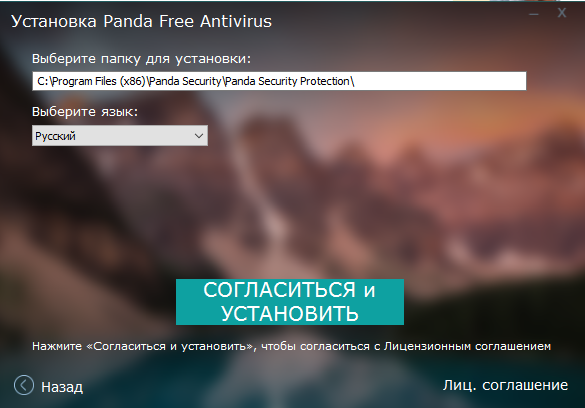 Установка Panda Free Antivirus
Выберите папку для установки:
C:\Program Files (x86)\Panda Security\Panda Security Protection\
Выберите язык:
Русский
СОГЛАСИТЬСЯ и
УСТАНОВИТЬ
Нажмите «Согласиться и установить», чтобы согласиться с Лицензионным соглашением
Назад
Лиц. соглашение